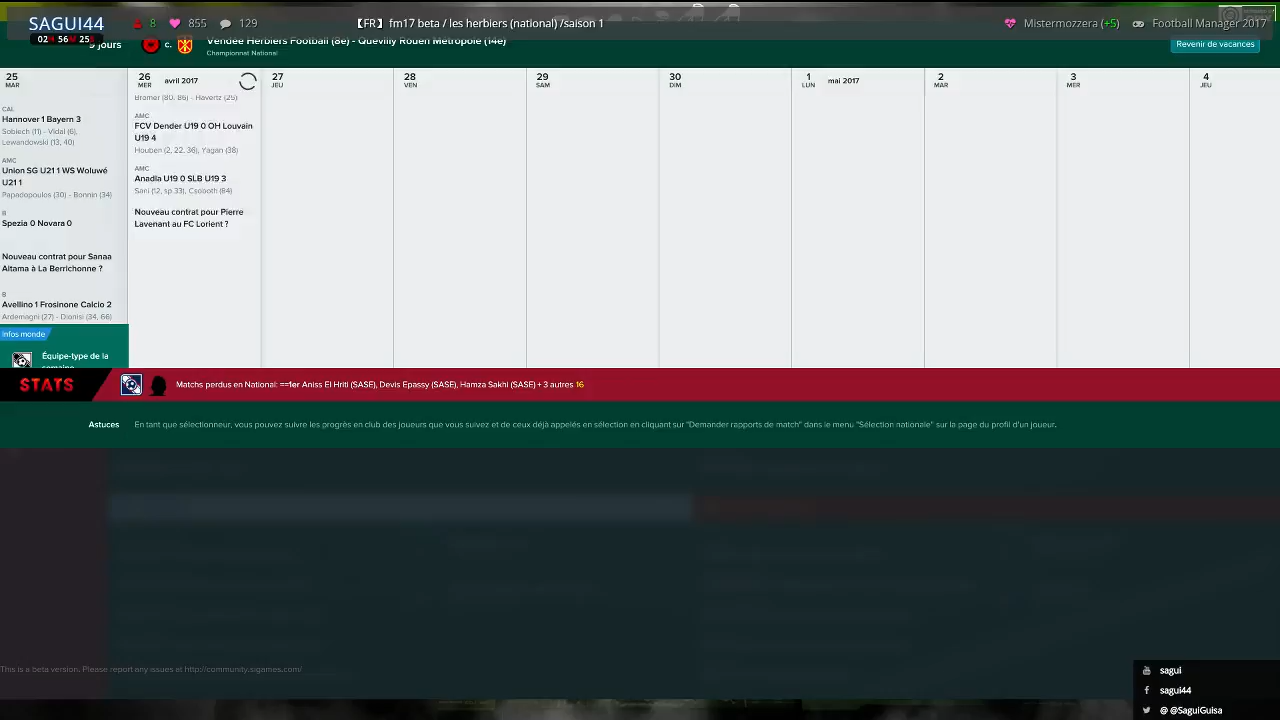 SAGUI44
8 855 129
【FR】 fm17 beta / les herbiers (national) /saison 1
Mistermozzera (+5)
Football Manager 2017
02H 56M 25S
9 jours
c.
Vendée Herbiers Football (8e) - Quevilly Rouen Métropole (14e)
Championnat National
Revenir de vacances
25
MAR
26
MER
avril 2017
27
JEU
28
VEN
29
SAM
30
DIM
1
LUN
mai 2017
2
MAR
3
MER
4
JEU
CAL
Hannover 1 Bayern 3
Sobiech (11) - Vidal (6),
Lewandowski (13, 40)
AMC
Union SG U21 1 WS Woluwé
U21 1
Papadopoulos (30) - Bonnin (34)
B
Spezia 0 Novara 0
Nouveau contrat pour Sanaa
Altama à La Berrichonne ?
B
Avellino 1 Frosinone Calcio 2
Ardemagni (27) - Dionisi (34, 66)
Infos monde
Équipe-type de la
semaine
Bromer (80, 86) - Havertz (25)
AMC
FCV Dender U19 0 OH Louvain
U19 4
Houben (2, 22, 36), Yagan (38)
AMC
Anadia U19 0 SLB U19 3
Sani (12, sp.33), Csoboth (84)
Nouveau contrat pour Pierre
Lavenant au FC Lorient ?
STATS
Matchs perdus en National: ==1er Aniss El Hriti (SASE), Devis Epassy (SASE), Hamza Sakhi (SASE) + 3 autres 16
Astuces
En tant que sélectionneur, vous pouvez suivre les progrès en club des joueurs que vous suivez et de ceux déjà appelés en sélection en cliquant sur "Demander rapports de match" dans le menu "Sélection nationale" sur la page du profil d'un joueur.
This is a beta version. Please report any issues at http://community.sigames.com/
sagui
sagui44
@ @SaguiGuisa